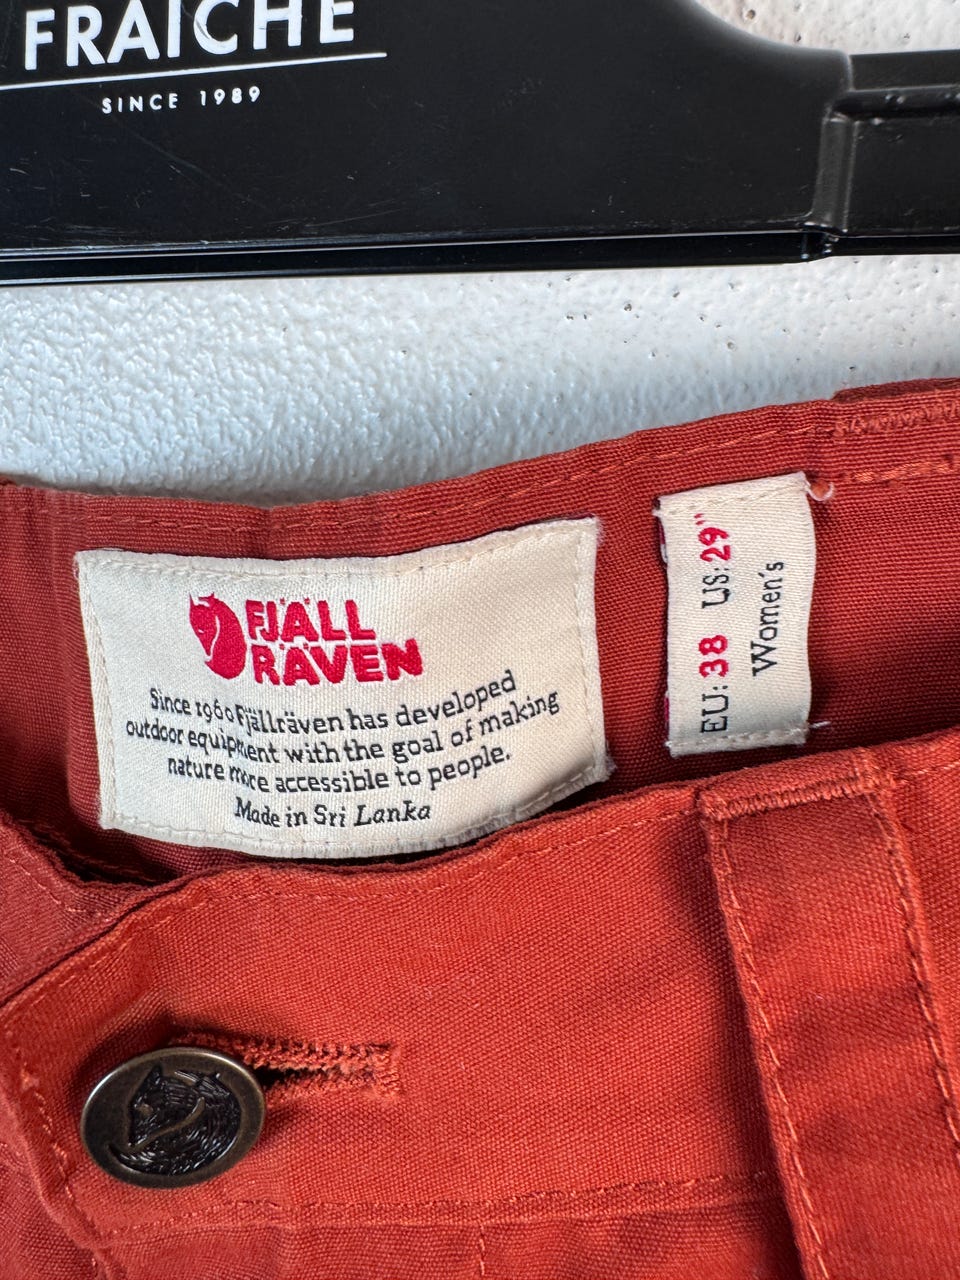 FRAICHE
SINCE 1989
FJÄLL
RÄVEN
Since 1960 Fjällräven has developed
outdoor equipment with the goal of making
nature more accessible to people.
Made in Sri Lanka
EU: 38 US: 29"
Women's